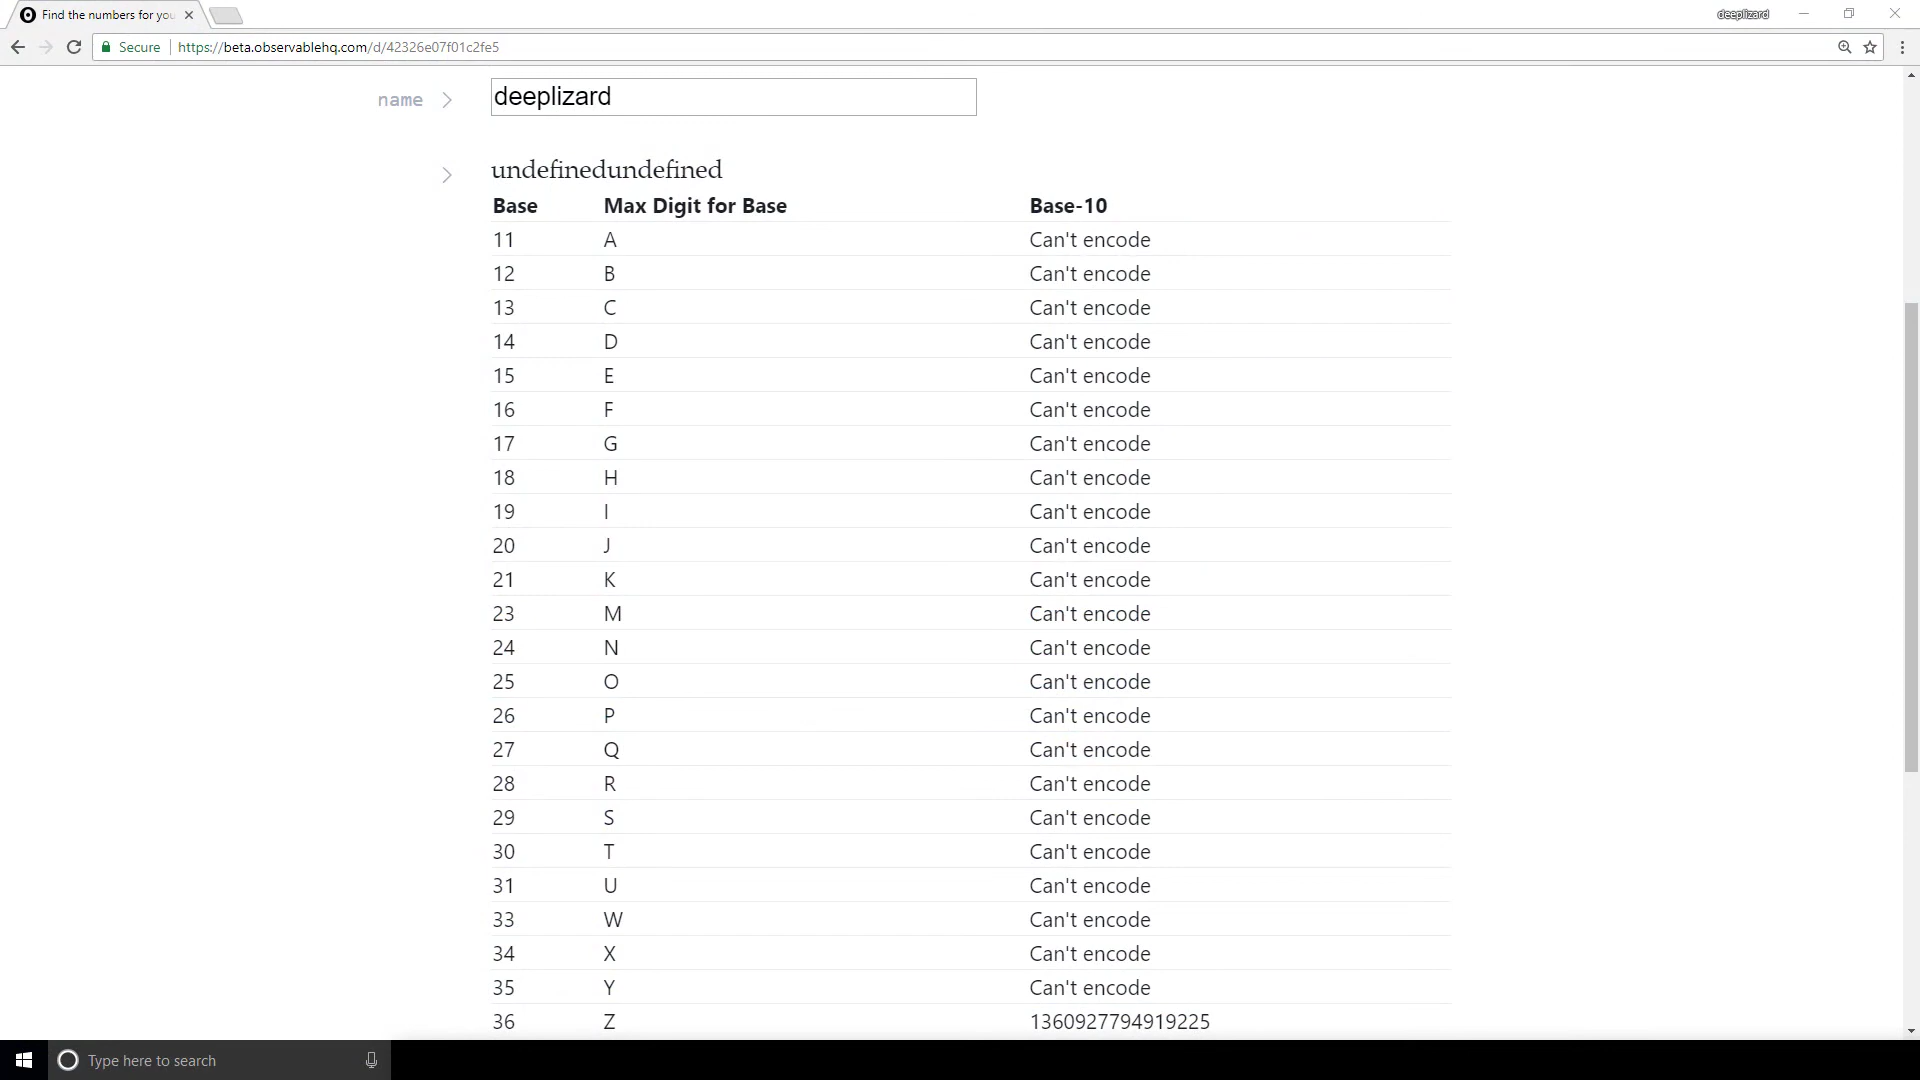 Find the numbers for you
deeplizard
Secure
https://beta.observablehq.com/d/42326e07f01c2fe5
name
deeplizard
undefinedundefined
Base Max Digit for Base Base-10
11 A Can't encode
12 B Can't encode
13 C Can't encode
14 D Can't encode
15 E Can't encode
16 F Can't encode
17 G Can't encode
18 H Can't encode
19 I Can't encode
20 J Can't encode
21 K Can't encode
23 M Can't encode
24 N Can't encode
25 O Can't encode
26 P Can't encode
27 Q Can't encode
28 R Can't encode
29 S Can't encode
30 T Can't encode
31 U Can't encode
33 W Can't encode
34 X Can't encode
35 Y Can't encode
36 Z 1360927794919225
Type here to search